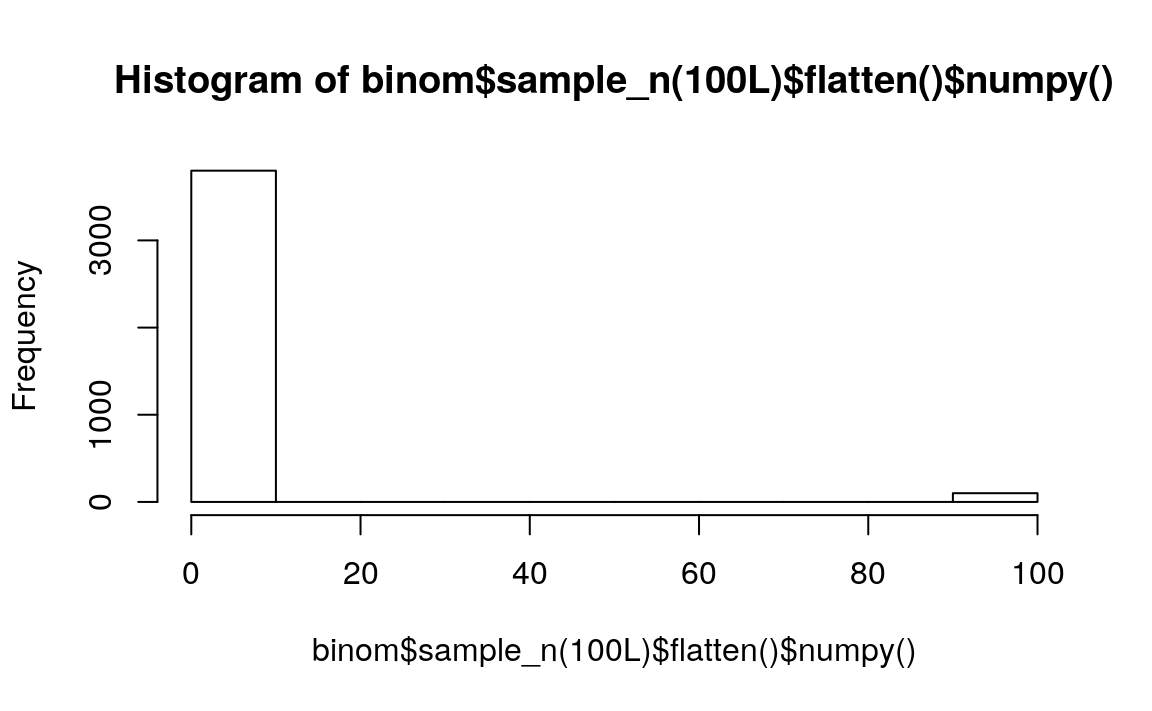 Histogram of binom$sample_n(100L)$flatten()$numpy()
Frequency
3000
1000
0
0 20 40 60 80 100
binom$sample_n(100L)$flatten()$numpy()